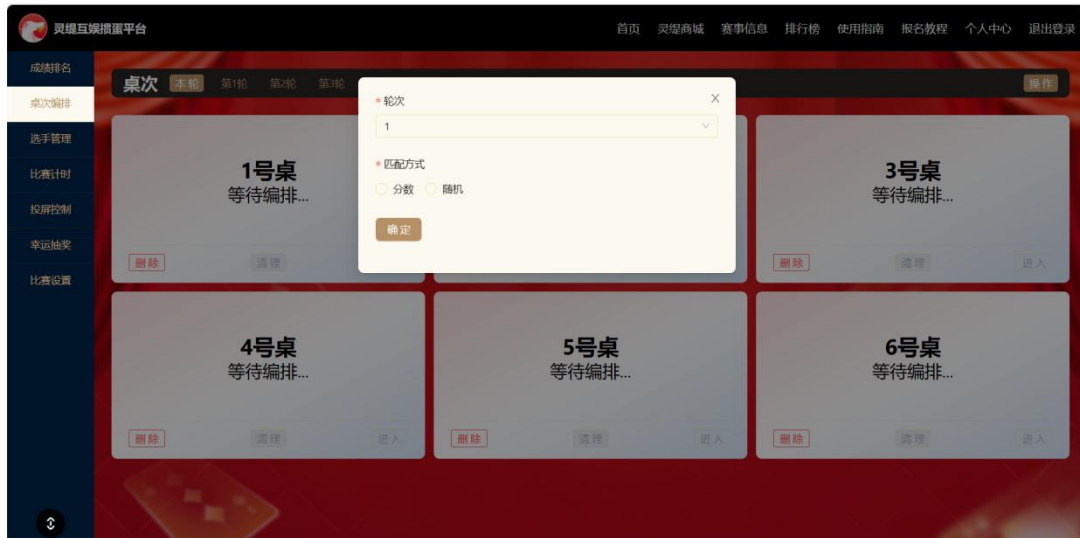 灵缇互娱掼蛋平台
首页 灵缇商城 赛事信息 排行榜 使用指南 报名教程 个人中心 退出登录
成绩排名
桌次编排
选手管理
比赛计时
投屏控制
幸运抽奖
比赛设置
桌次 本轮 第1轮 第2轮 第3轮
操作
* 轮次
1
* 匹配方式
分数 随机
确定
1号桌
等待编排...
删除 清理
3号桌
等待编排...
删除 清理 进入
4号桌
等待编排...
删除 清理 进入
5号桌
等待编排...
删除 清理 进入
6号桌
等待编排...
删除 清理 进入